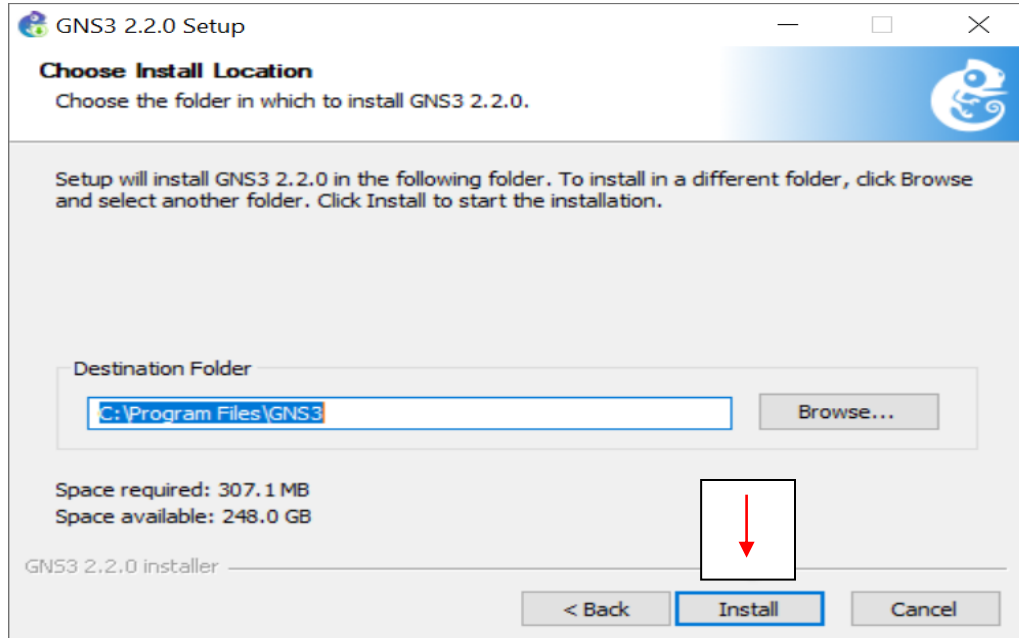 GNS3 2.2.0 Setup
Choose Install Location
Choose the folder in which to install GNS3 2.2.0.
Setup will install GNS3 2.2.0 in the following folder. To install in a different folder, click Browse
and select another folder. Click Install to start the installation.
Destination Folder
C:\Program Files\GNS3
Browse...
Space required: 307.1 MB
Space available: 248.0 GB
GNS3 2.2.0 installer
< Back
Install
Cancel